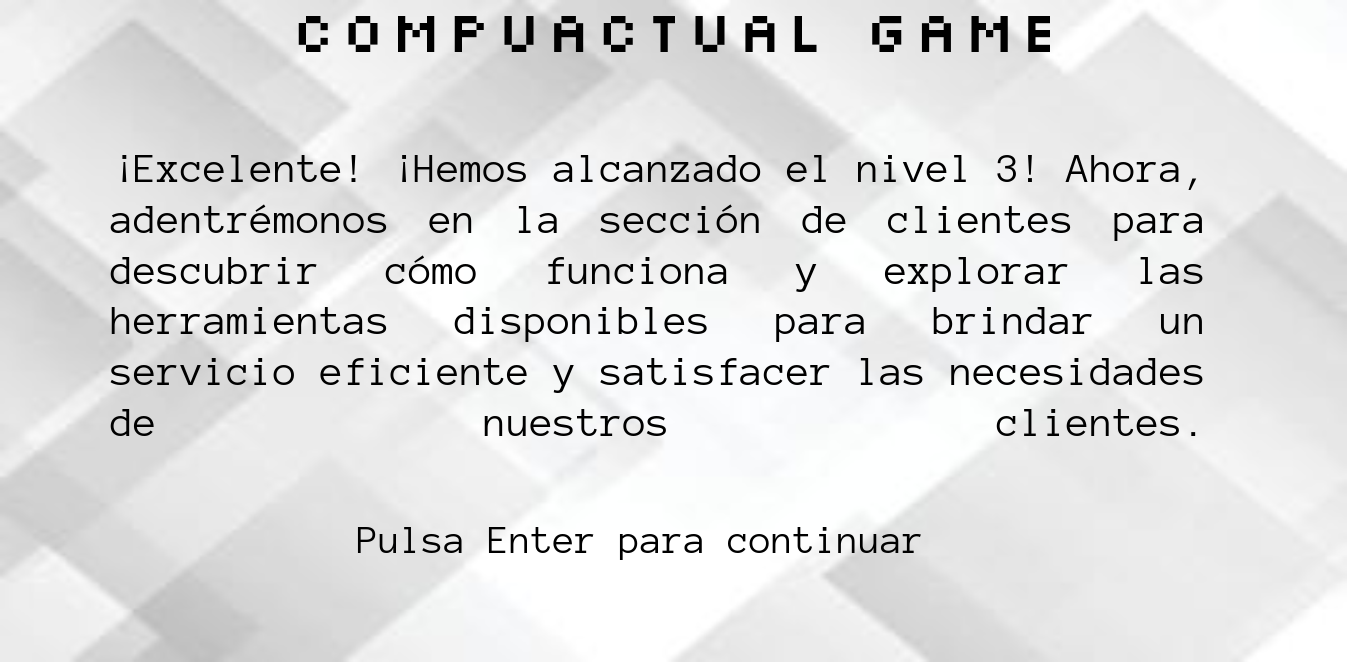 COMPUACTUAL GAME
¡Excelente! ¡Hemos alcanzado el nivel 3! Ahora,
adentrémonos en la sección de clientes para
descubrir cómo funciona y explorar las
herramientas disponibles para brindar un
servicio eficiente y satisfacer las necesidades
de nuestros clientes.
Pulsa Enter para continuar